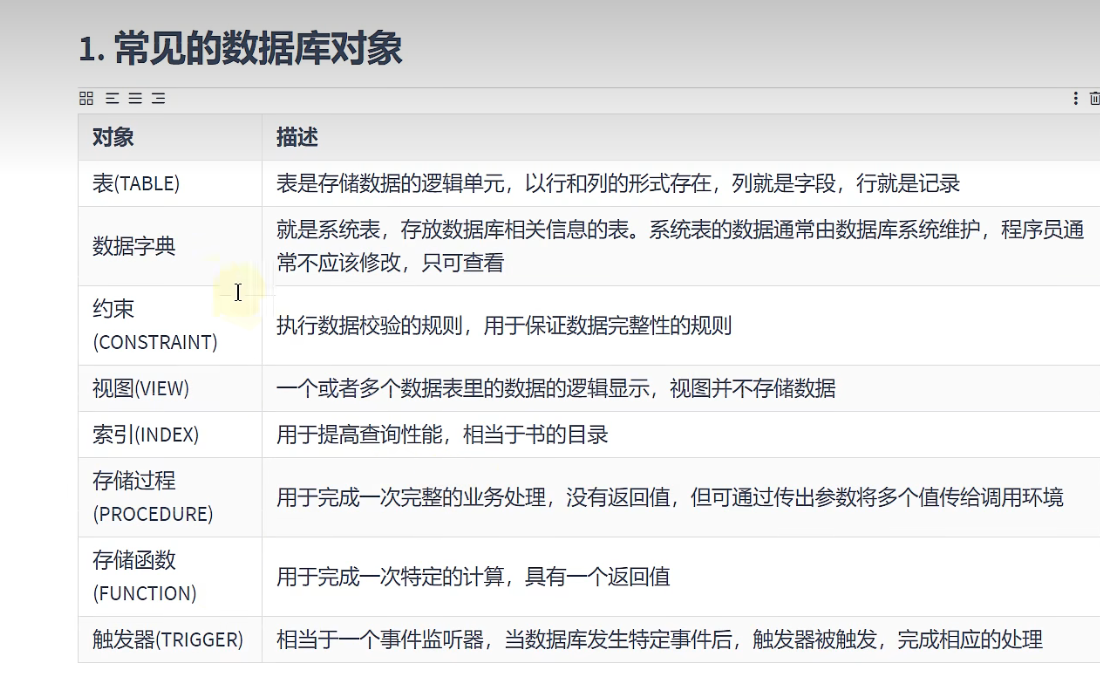 1. 常见的数据库对象
对象 描述
表(TABLE) 表是存储数据的逻辑单元，以行和列的形式存在，列就是字段，行就是记录
数据字典 就是系统表，存放数据库相关信息的表。系统表的数据通常由数据库系统维护，程序员通
常不应该修改，只可查看
约束
(CONSTRAINT) 执行数据校验的规则，用于保证数据完整性的规则
视图(VIEW) 一个或者多个数据表里的数据的逻辑显示，视图并不存储数据
索引(INDEX) 用于提高查询性能，相当于书的目录
存储过程
(PROCEDURE) 用于完成一次完整的业务处理，没有返回值，但可通过传出参数将多个值传给调用环境
存储函数
(FUNCTION) 用于完成一次特定的计算，具有一个返回值
触发器(TRIGGER) 相当于一个事件监听器，当数据库发生特定事件后，触发器被触发，完成相应的处理